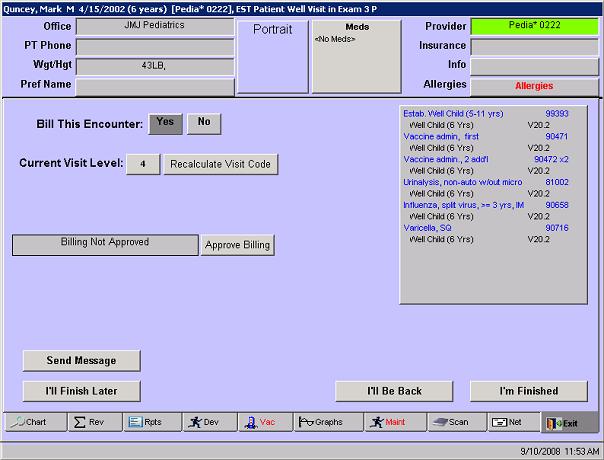 Quncey, Mark M 4/15/2002 (6 years) [Pedia* 0222], EST Patient Well Visit in Exam 3 P
Office JMJ Pediatrics Portrait Meds Provider Pedia* 0222
PT Phone <No Meds> Insurance
Wgt/Hgt 43LB, Info
Pref Name Allergies Allergies
Bill This Encounter: Yes No
Current Visit Level: 4 Recalculate Visit Code
Billing Not Approved Approve Billing
Estab. Well Child (5-11 yrs) 99393
Well Child (6 Yrs) V20.2
Vaccine admin, first 90471
Well Child (6 Yrs) V20.2
Vaccine admin., 2 add'l 90472 x2
Well Child (6 Yrs) V20.2
Urinalysis, non-auto w/out micro 81002
Well Child (6 Yrs) V20.2
Influenza, split virus, >= 3 yrs, IM 90658
Well Child (6 Yrs) V20.2
Varicella, SQ 90716
Well Child (6 Yrs) V20.2
Send Message
I'll Finish Later I'll Be Back I'm Finished
Chart Rev Rpts Dev Vac Graphs Maint Scan Net Exit
9/10/2008 11:53 AM